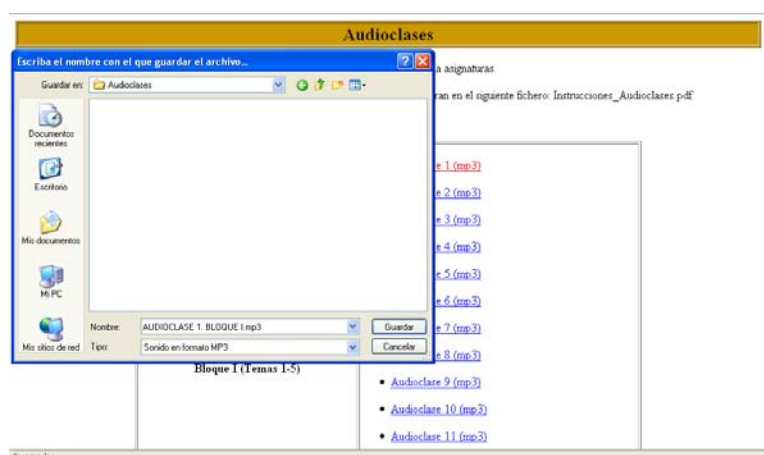 Audioclases
Escriba el nombre con el que guardar el archivo...
a asignaturas.
Guardar en: Audioclases
ran en el siguiente fichero: Instrucciones_Audioclases.pdf
Documentos
recientes
Escritorio
Mis documentos
Mi PC
Mis sitios de red
Nombre: AUDIOCLASE 1. BLOQUE I.mp3 Guardar
Tipo: Sonido en formato MP3 Cancelar
e 1 (mp3)
e 2 (mp3)
e 3 (mp3)
e 4 (mp3)
e 5 (mp3)
e 6 (mp3)
e 7 (mp3)
e 8 (mp3)
Bloque I (Temas 1-5)
• Audioclase 9 (mp3)
• Audioclase 10 (mp3)
• Audioclase 11 (mp3)